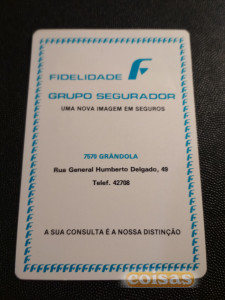 FIDELIDADE
GRUPO SEGURADOR
UMA NOVA IMAGEM EM SEGUROS
7570 GRÂNDOLA
Rua General Humberto Delgado, 49
Telef. 42708
A SUA CONSULTA É A NOSSA DISTINÇÃO
coisas